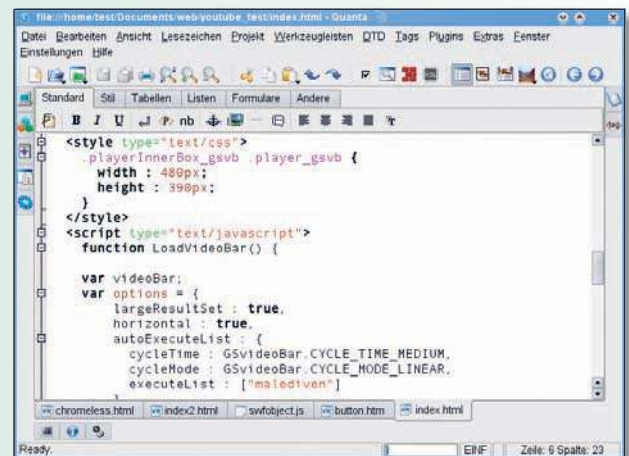 file:///home/test/Documents/web/youtube_test/index.html - Quanta
Datei Bearbeiten Ansicht Lesezeichen Projekt Werkzeugleisten DTD Tags Plugins Extras Fenster
Einstellungen Hilfe
Standard Stil Tabellen Listen Formulare Andere
B I U nb
<style type="text/css">
.playerInnerBox_gsvb .player_gsvb {
width : 480px;
height : 390px;
}
</style>
<script type="text/javascript">
function LoadVideoBar() {
var videoBar;
var options = {
largeResultSet : true,
horizontal : true,
autoExecuteList : {
cycleTime : GSvideoBar.CYCLE_TIME_MEDIUM,
cycleMode : GSvideoBar.CYCLE_MODE_LINEAR,
executeList : ["malediven"]
}
chromeless.html index2.html swfobject.js button.htm index.html
Ready. EINF Zeile: 6 Spalte: 23